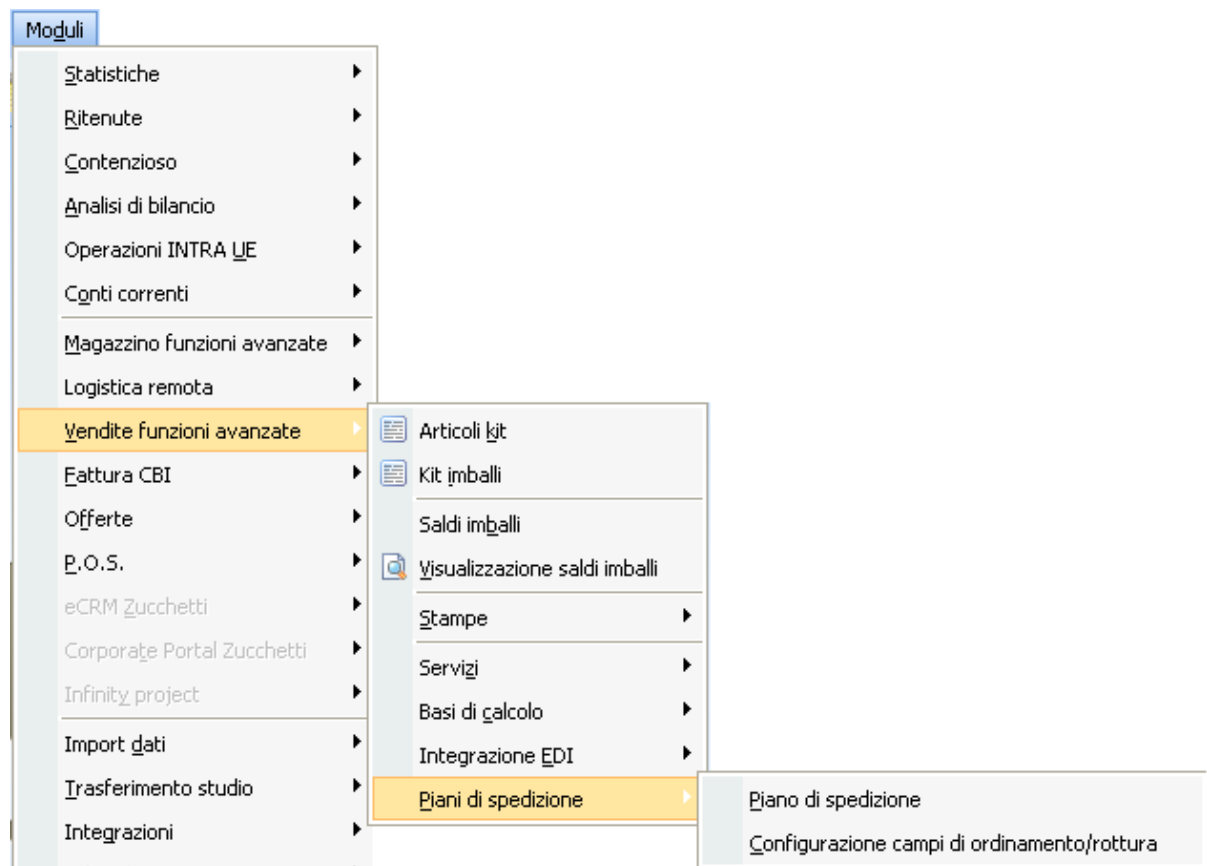 Moduli
Statistiche
Ritenute
Contenzioso
Analisi di bilancio
Operazioni INTRA UE
Conti correnti
Magazzino funzioni avanzate
Logistica remota
Vendite funzioni avanzate
Fattura CBI
Offerte
P.O.S.
eCRM Zucchetti
Corporate Portal Zucchetti
Infinity project
Import dati
Trasferimento studio
Integrazioni
Articoli kit
Kit imballi
Saldi imballi
Visualizzazione saldi imballi
Stampe
Servizi
Basi di calcolo
Integrazione EDI
Piani di spedizione
Piano di spedizione
Configurazione campi di ordinamento/rottura